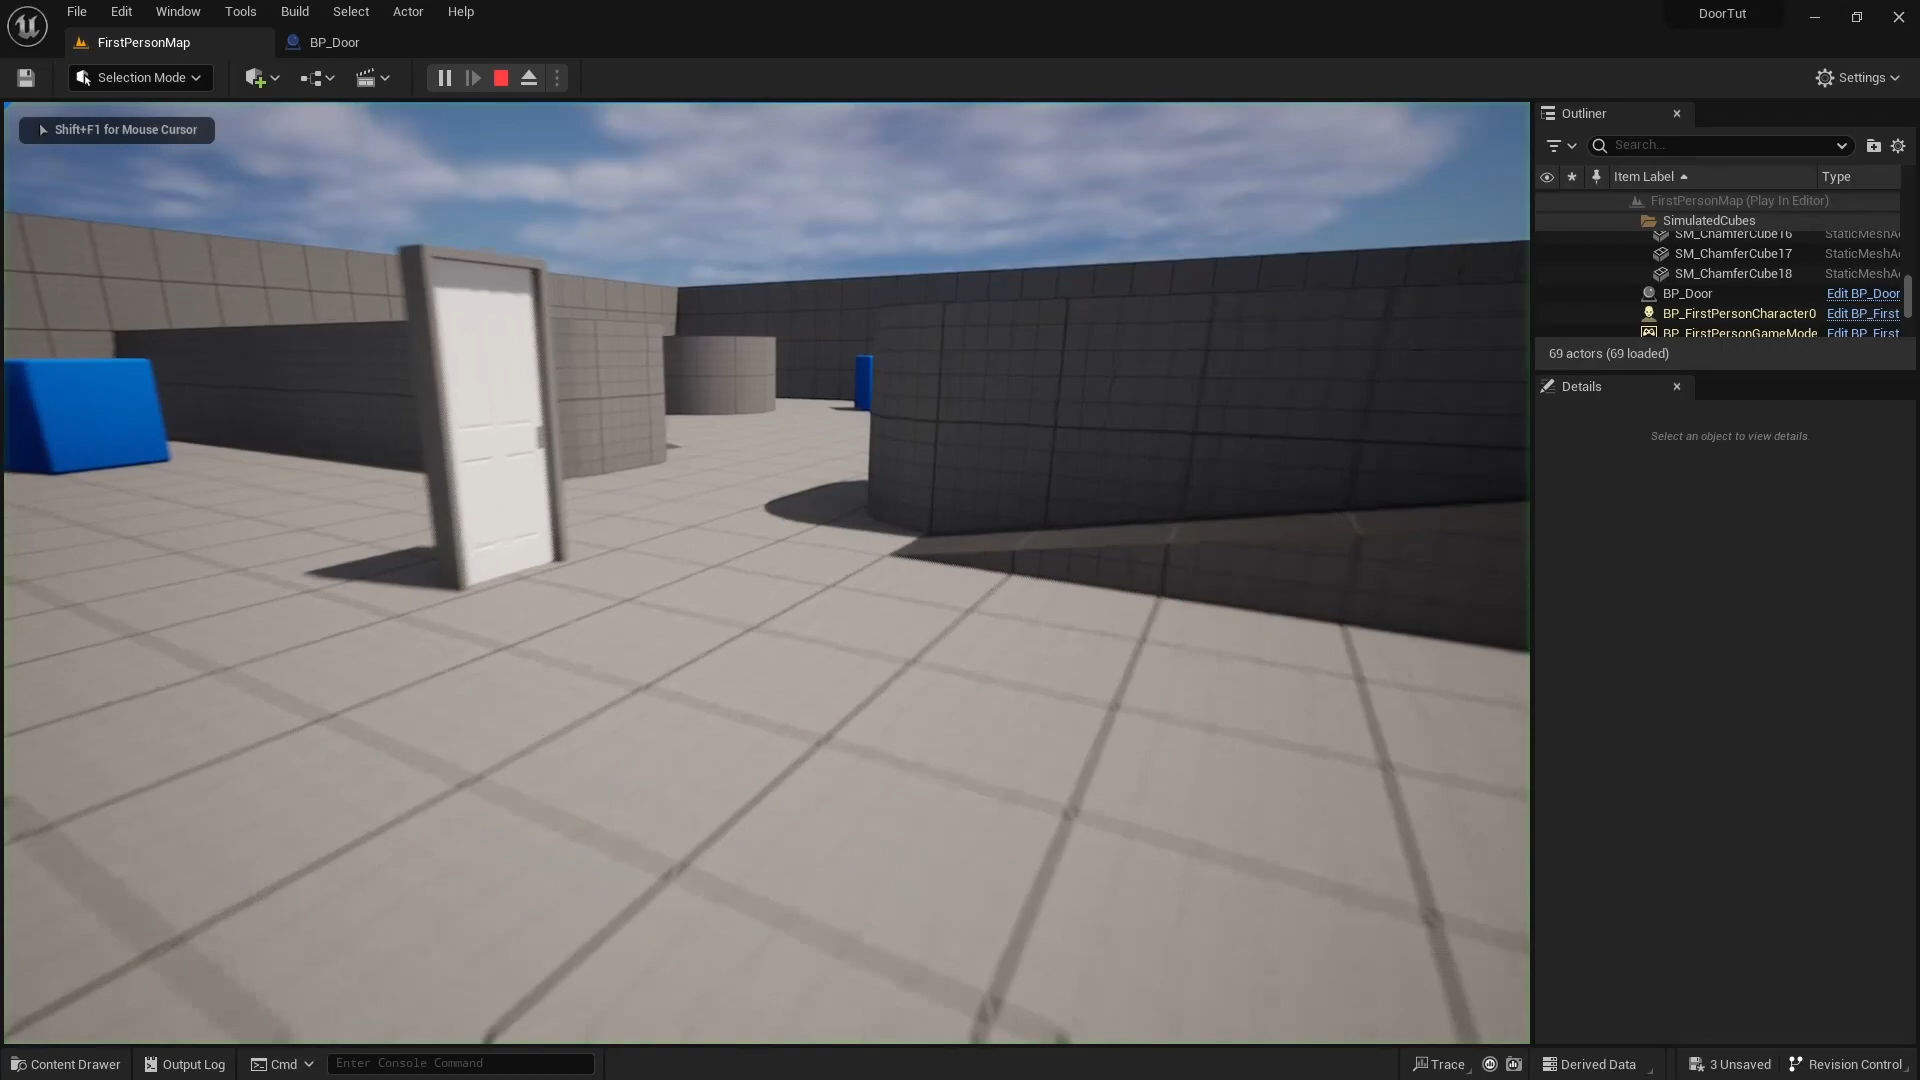 File Edit Window Tools Build Select Actor Help
DoorTut
FirstPersonMap
BP_Door
Selection Mode
Settings
Shift+F1 for Mouse Cursor
Outliner
Search...
Item Label
Type
FirstPersonMap (Play In Editor)
SimulatedCubes
SM_ChamferCube16 StaticMeshA
SM_ChamferCube17 StaticMeshA
SM_ChamferCube18 StaticMeshA
BP_Door Edit BP_Door
BP_FirstPersonCharacter0 Edit BP_First
BP_FirstPersonGameMode Edit BP_First
69 actors (69 loaded)
Details
Select an object to view details.
Content Drawer
Output Log
Cmd
Enter Console Command
Trace
Derived Data
3 Unsaved
Revision Control